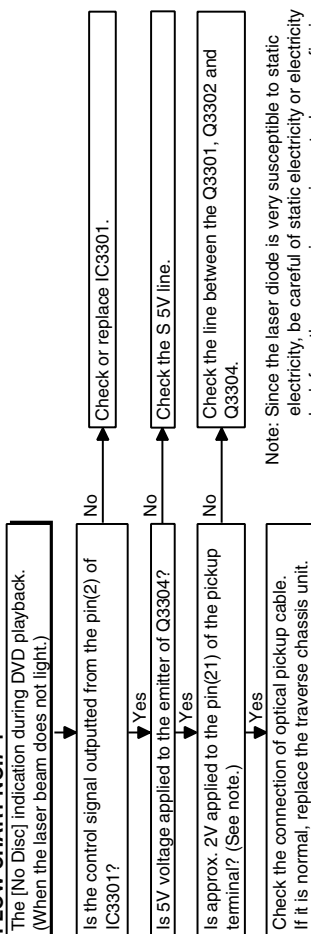 The [No Disc] indication during DVD playback.
(When the laser beam does not light.)
Is the control signal outputted from the pin(2) of
IC3301?
No
Check or replace IC3301.
Yes
Is 5V voltage applied to the emitter of Q3304?
No
Check the S 5V line.
Yes
Is approx. 2V applied to the pin(21) of the pickup
terminal? (See note.)
No
Check the line between the Q3301, Q3302 and
Q3304.
Yes
Check the connection of optical pickup cable.
If it is normal, replace the traverse chassis unit.
Note: Since the laser diode is very susceptible to static
electricity, be careful of static electricity or electricity